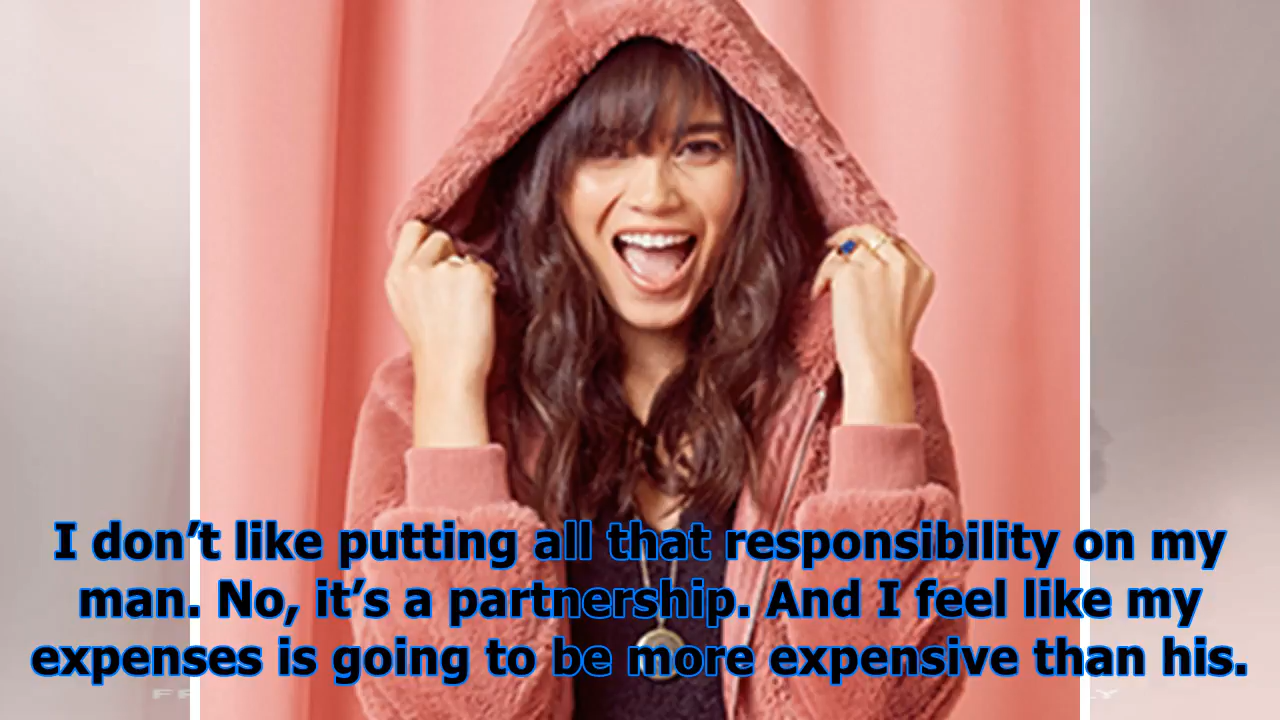 I don’t like putting all that responsibility on my
man. No, it’s a partnership. And I feel like my
expenses is going to be more expensive than his.